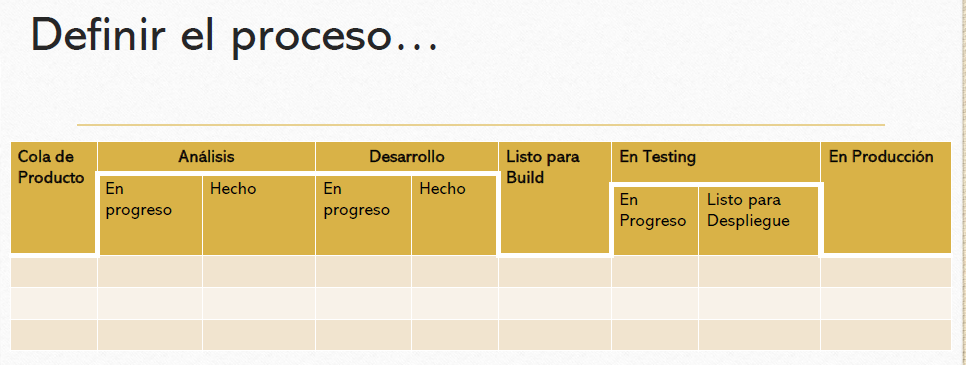 Definir el proceso…
Cola de
Producto
Análisis
Desarrollo
Listo para
Build
En Testing
En Producción
En
progreso
Hecho
En
progreso
Hecho
En
Progreso
Listo para
Despliegue